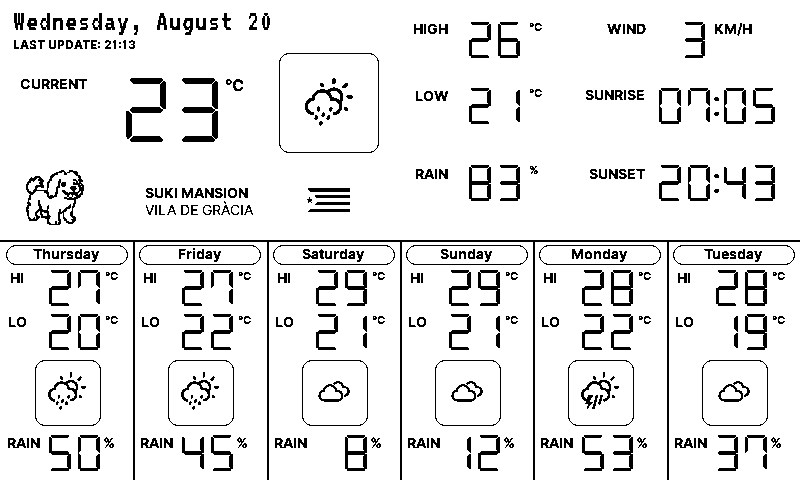 Wednesday, August 20
LAST UPDATE: 21:13
CURRENT 23 °C
SUKI MANSION
VILA DE GRÀCIA
HIGH 26 °C
LOW 21 °C
RAIN 83 %
WIND 3 KM/H
SUNRISE 07:05
SUNSET 20:43
Thursday
HI 27 °C
LO 20 °C
RAIN 50 %
Friday
HI 27 °C
LO 22 °C
RAIN 45 %
Saturday
HI 29 °C
LO 21 °C
RAIN 8 %
Sunday
HI 29 °C
LO 21 °C
RAIN 12 %
Monday
HI 28 °C
LO 22 °C
RAIN 53 %
Tuesday
HI 28 °C
LO 19 °C
RAIN 37 %